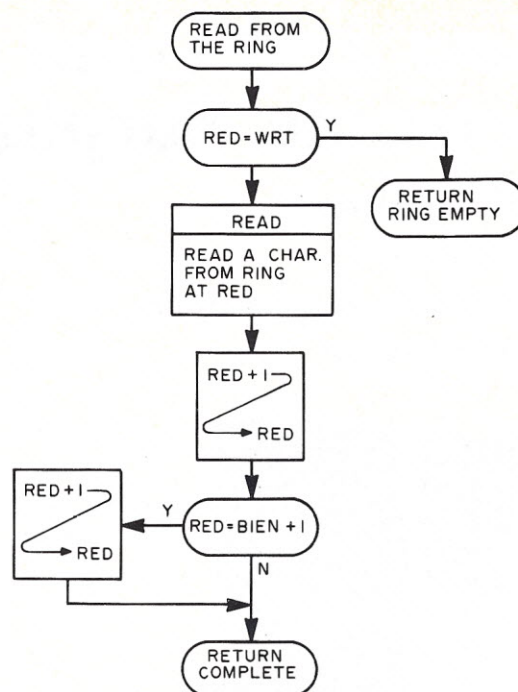 READ FROM
THE RING
RED=WRT
Y
RETURN
RING EMPTY
READ
READ A CHAR.
FROM RING
AT RED
RED + 1
RED
RED+1
RED
Y
RED=BIEN +1
N
RETURN
COMPLETE